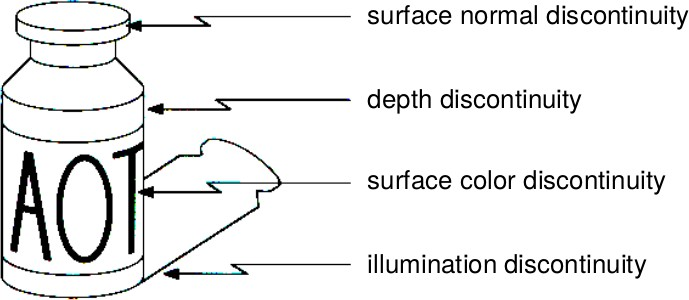 surface normal discontinuity
depth discontinuity
AOT
surface color discontinuity
illumination discontinuity